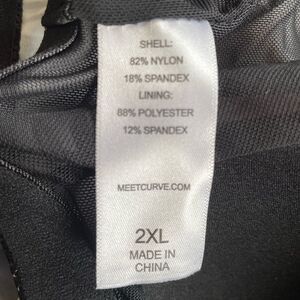 SHELL:
82% NYLON
18% SPANDEX
LINING:
88% POLYESTER
12% SPANDEX
MEETCURVE.COM
2XL
MADE IN
CHINA